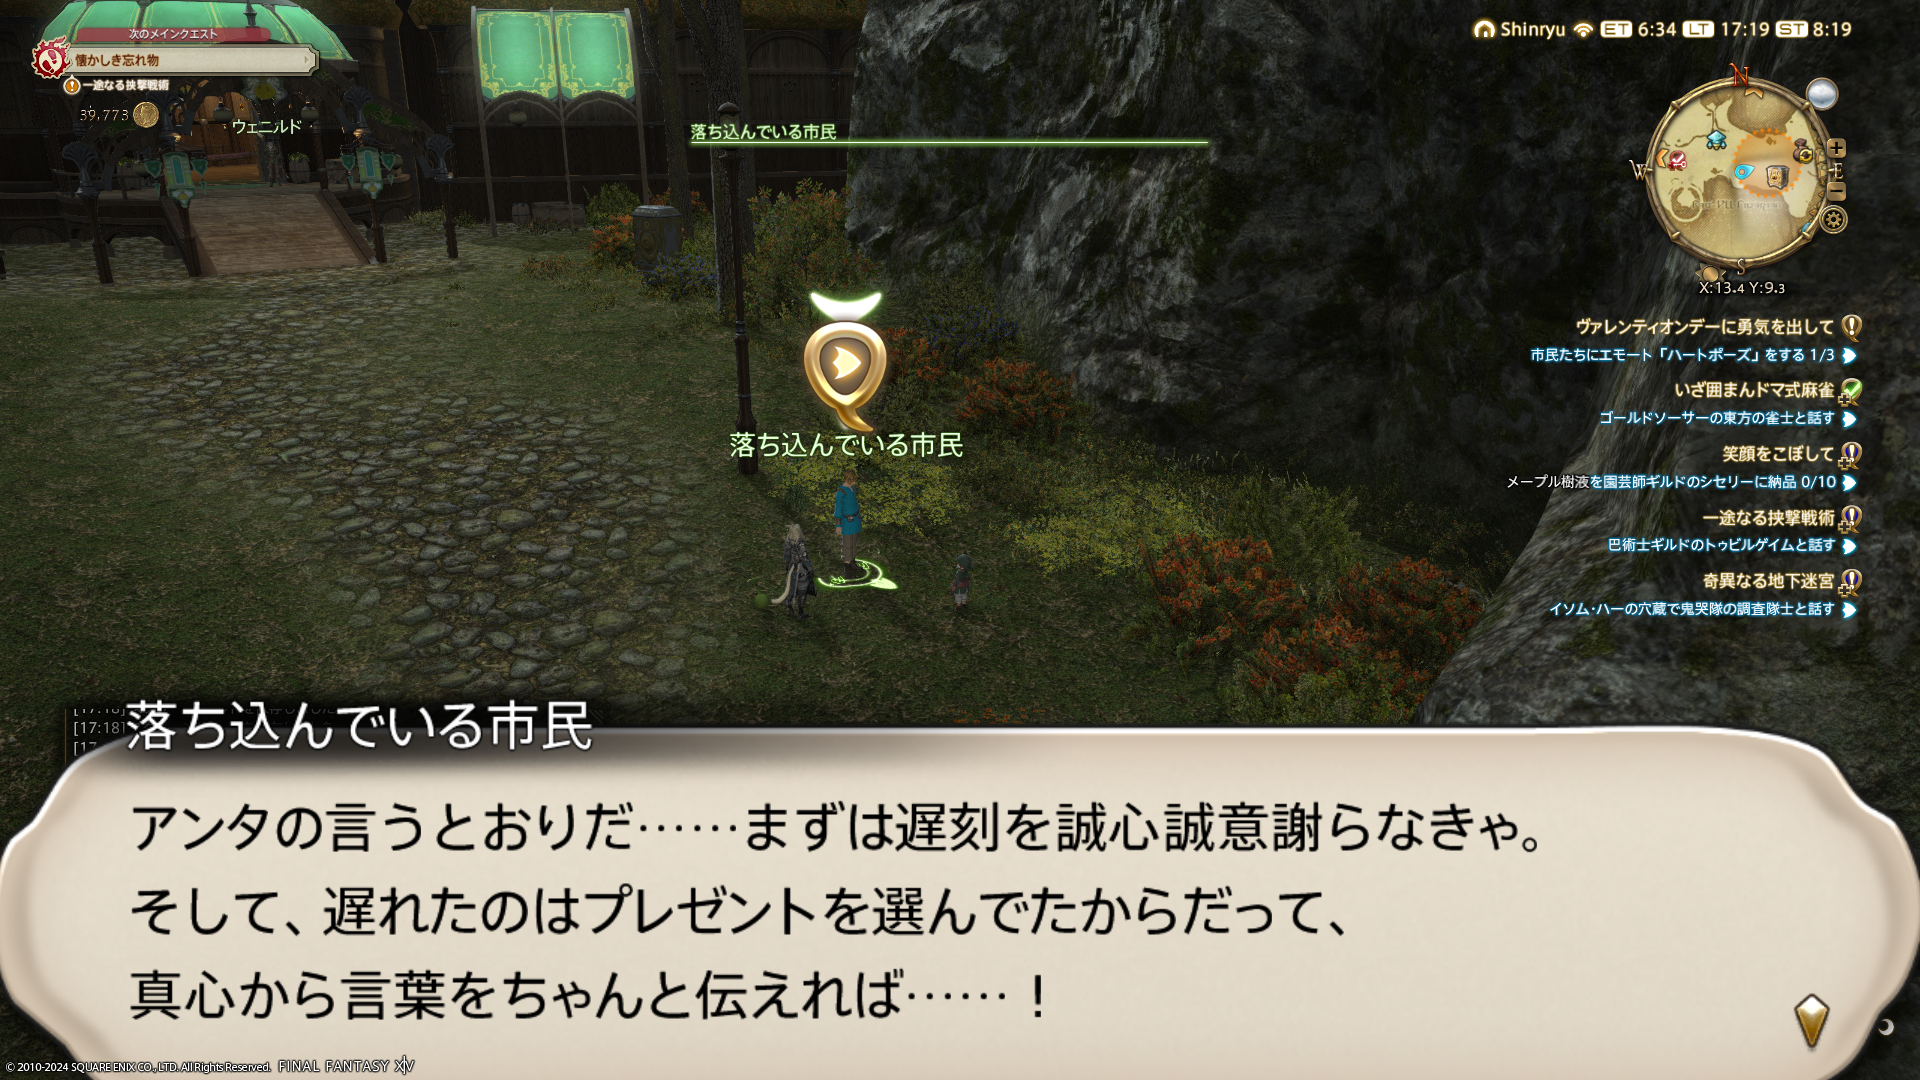 次のメインクエスト
懐かしき忘れ物
一途なる挟撃戦術
39,773
ウェニルド
落ち込んでいる市民
Shinryu ET 6:34 LT 17:19 ST 8:19
N
W
E
S
X:13.4 Y:9.3
ヴァレンティオンデーに勇気を出して
市民たちにエモート「ハートポーズ」をする 1/3
いざ囲まんドマ式麻雀
ゴールドソーサーの東方の雀士と話す
笑顔をこぼして
メープル樹液を園芸師ギルドのシセリーに納品 0/10
一途なる挟撃戦術
巴術士ギルドのトゥビルゲイムと話す
奇異なる地下迷宮
イソム・ハーの穴蔵で鬼哭隊の調査隊士と話す
落ち込んでいる市民
[17:18]
[17:18]
[17
落ち込んでいる市民
アンタの言うとおりだ……まずは遅刻を誠心誠意謝らなきゃ。
そして、遅れたのはプレゼントを選んでたからだって、
真心から言葉をちゃんと伝えれば……！
© 2010-2024 SQUARE ENIX CO., LTD. All Rights Reserved. FINAL FANTASY XIV